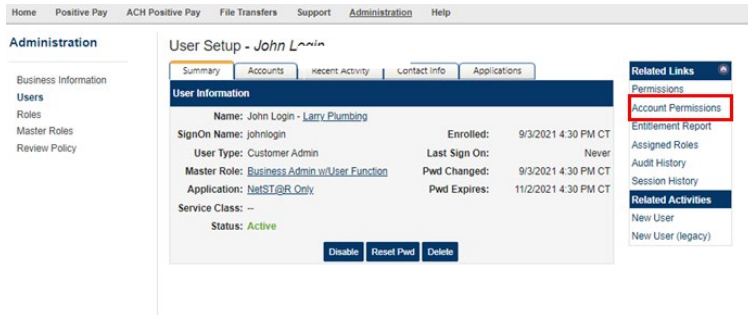 Home Positive Pay ACH Positive Pay File Transfers Support Administration Help
Administration
Business Information
Users
Roles
Master Roles
Review Policy
User Setup - John Login
Summary Accounts Recent Activity Contact Info Applications
User Information
Name: John Login - Larry Plumbing
SignOn Name: johnlogin Enrolled: 9/3/2021 4:30 PM CT
User Type: Customer Admin Last Sign On: Never
Master Role: Business Admin w/User Function Pwd Changed: 9/3/2021 4:30 PM CT
Application: NetST@R Only Pwd Expires: 11/2/2021 4:30 PM CT
Service Class: --
Status: Active
Disable Reset Pwd Delete
Related Links
Permissions
Account Permissions
Entitlement Report
Assigned Roles
Audit History
Session History
Related Activities
New User
New User (legacy)